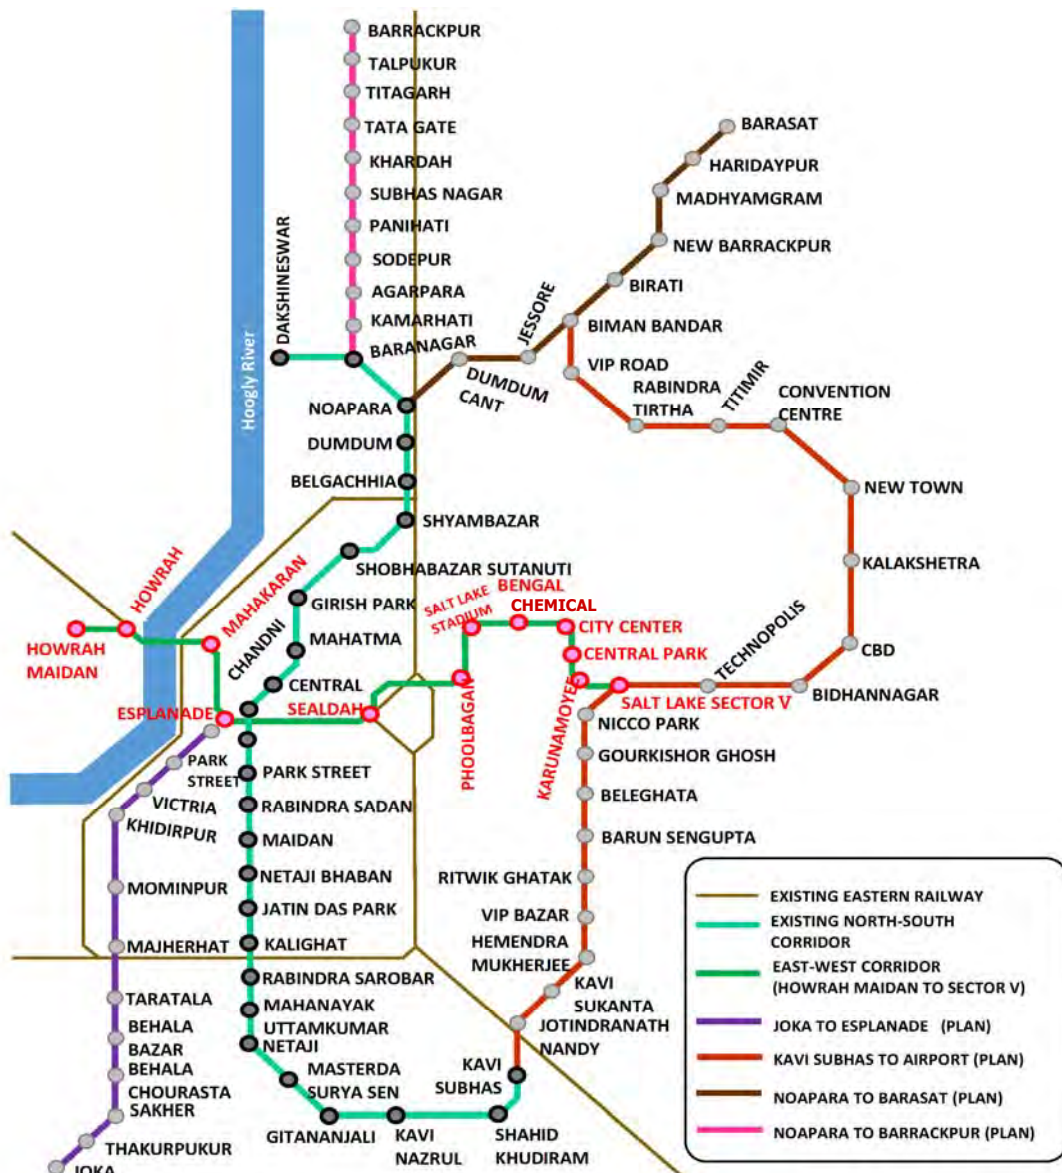 BARRACKPUR
TALPUKUR
TITAGARH
TATA GATE
KHARDAH
SUBHAS NAGAR
PANIHATI
SODEPUR
AGARPARA
KAMARHATI
BARANAGAR
DAKSHINESWAR
Hoogly River
BARASAT
HARIDAYPUR
MADHYAMGRAM
NEW BARRACKPUR
BIRATI
BIMAN BANDAR
JESSORE
DUMDUM
CANT
VIP ROAD
RABINDRA
TIRTHA
TITIMIR
CONVENTION
CENTRE
NEW TOWN
KALAKSHETRA
CBD
BIDHANNAGAR
TECHNOPOLIS
NOAPARA
DUMDUM
BELGACHHIA
SHYAMBAZAR
SHOBHABAZAR SUTANUTI
GIRISH PARK
MAHATMA
CHANDNI
CENTRAL
HOWRAH
MAIDAN
HOWRAH
MAHAKARAN
ESPLANADE
SEALDAH
PHOOLBAGAN
SALT LAKE
STADIUM
BENGAL
CHEMICAL
CITY CENTER
CENTRAL PARK
KARUNAMOYEE
SALT LAKE SECTOR V
NICCO PARK
GOURKISHOR GHOSH
BELEGHATA
BARUN SENGUPTA
RITWIK GHATAK
VIP BAZAR
HEMENDRA
MUKHERJEE
KAVI
SUKANTA
JOTINDRANATH
NANDY
KAVI
SUBHAS
PARK STREET
RABINDRA SADAN
MAIDAN
NETAJI BHABAN
JATIN DAS PARK
KALIGHAT
RABINDRA SAROBAR
MAHANAYAK
UTTAMKUMAR
NETAJI
MASTERDA
SURYA SEN
GITANANJALI
KAVI
NAZRUL
SHAHID
KHUDIRAM
PARK
STREET
VICTRIA
KHIDIRPUR
MOMINPUR
MAJHERHAT
TARATALA
BEHALA
BAZAR
BEHALA
CHOURASTA
SAKHER
THAKURPUKUR
JOKA
EXISTING EASTERN RAILWAY
EXISTING NORTH-SOUTH
CORRIDOR
EAST-WEST CORRIDOR
(HOWRAH MAIDAN TO SECTOR V)
JOKA TO ESPLANADE (PLAN)
KAVI SUBHAS TO AIRPORT (PLAN)
NOAPARA TO BARASAT (PLAN)
NOAPARA TO BARRACKPUR (PLAN)